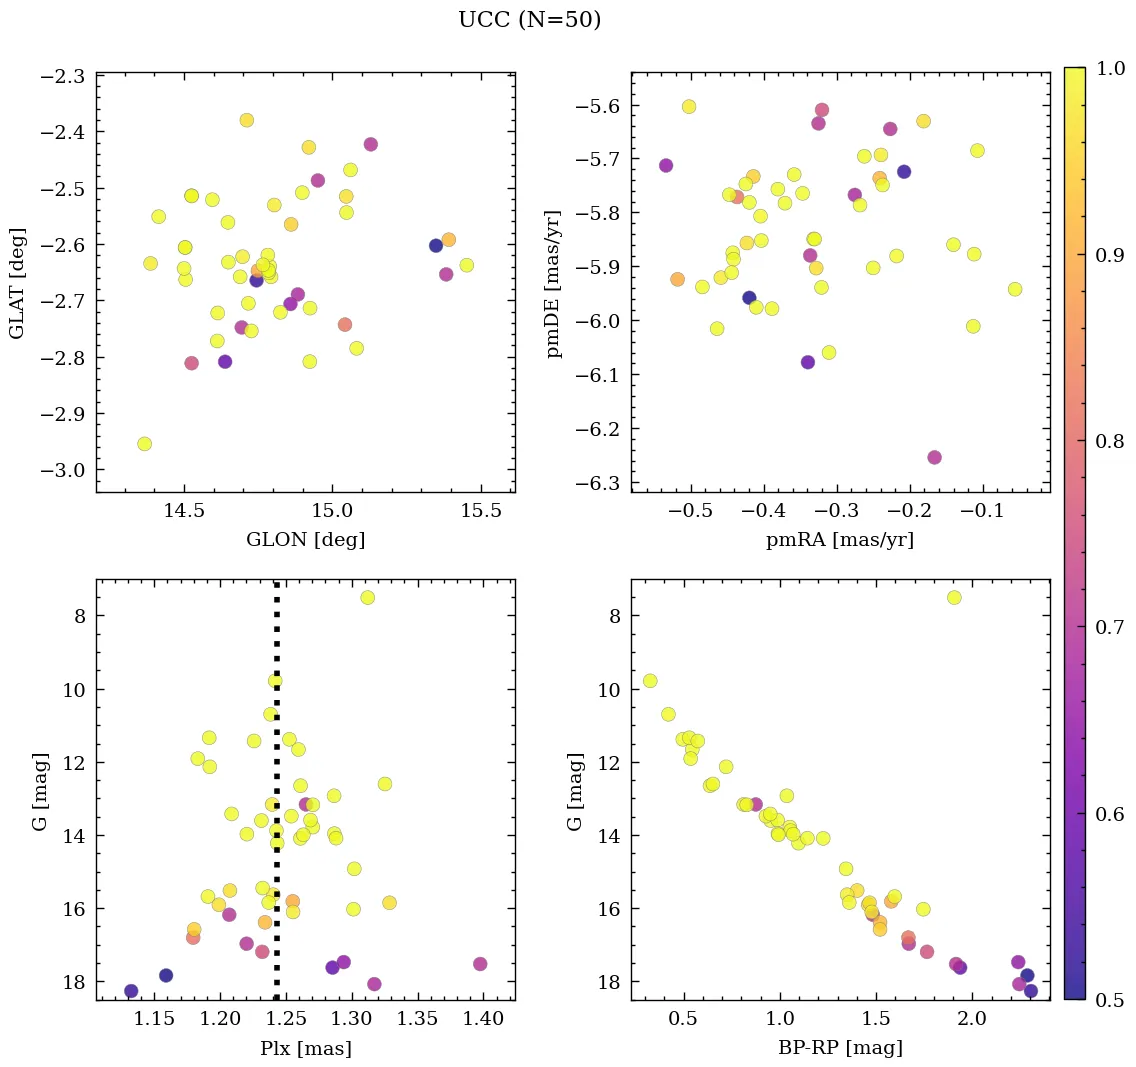 UCC (N=50)
−2.3
−2.4
−2.5
−2.6
−2.7
−2.8
−2.9
−3.0
GLAT [deg]
14.5 15.0 15.5
GLON [deg]
−5.6
−5.7
−5.8
−5.9
−6.0
−6.1
−6.2
−6.3
pmDE [mas/yr]
−0.5 −0.4 −0.3 −0.2 −0.1
pmRA [mas/yr]
8
10
12
14
16
18
G [mag]
1.15 1.20 1.25 1.30 1.35 1.40
Plx [mas]
8
10
12
14
16
18
G [mag]
0.5 1.0 1.5 2.0
BP-RP [mag]
1.0
0.9
0.8
0.7
0.6
0.5